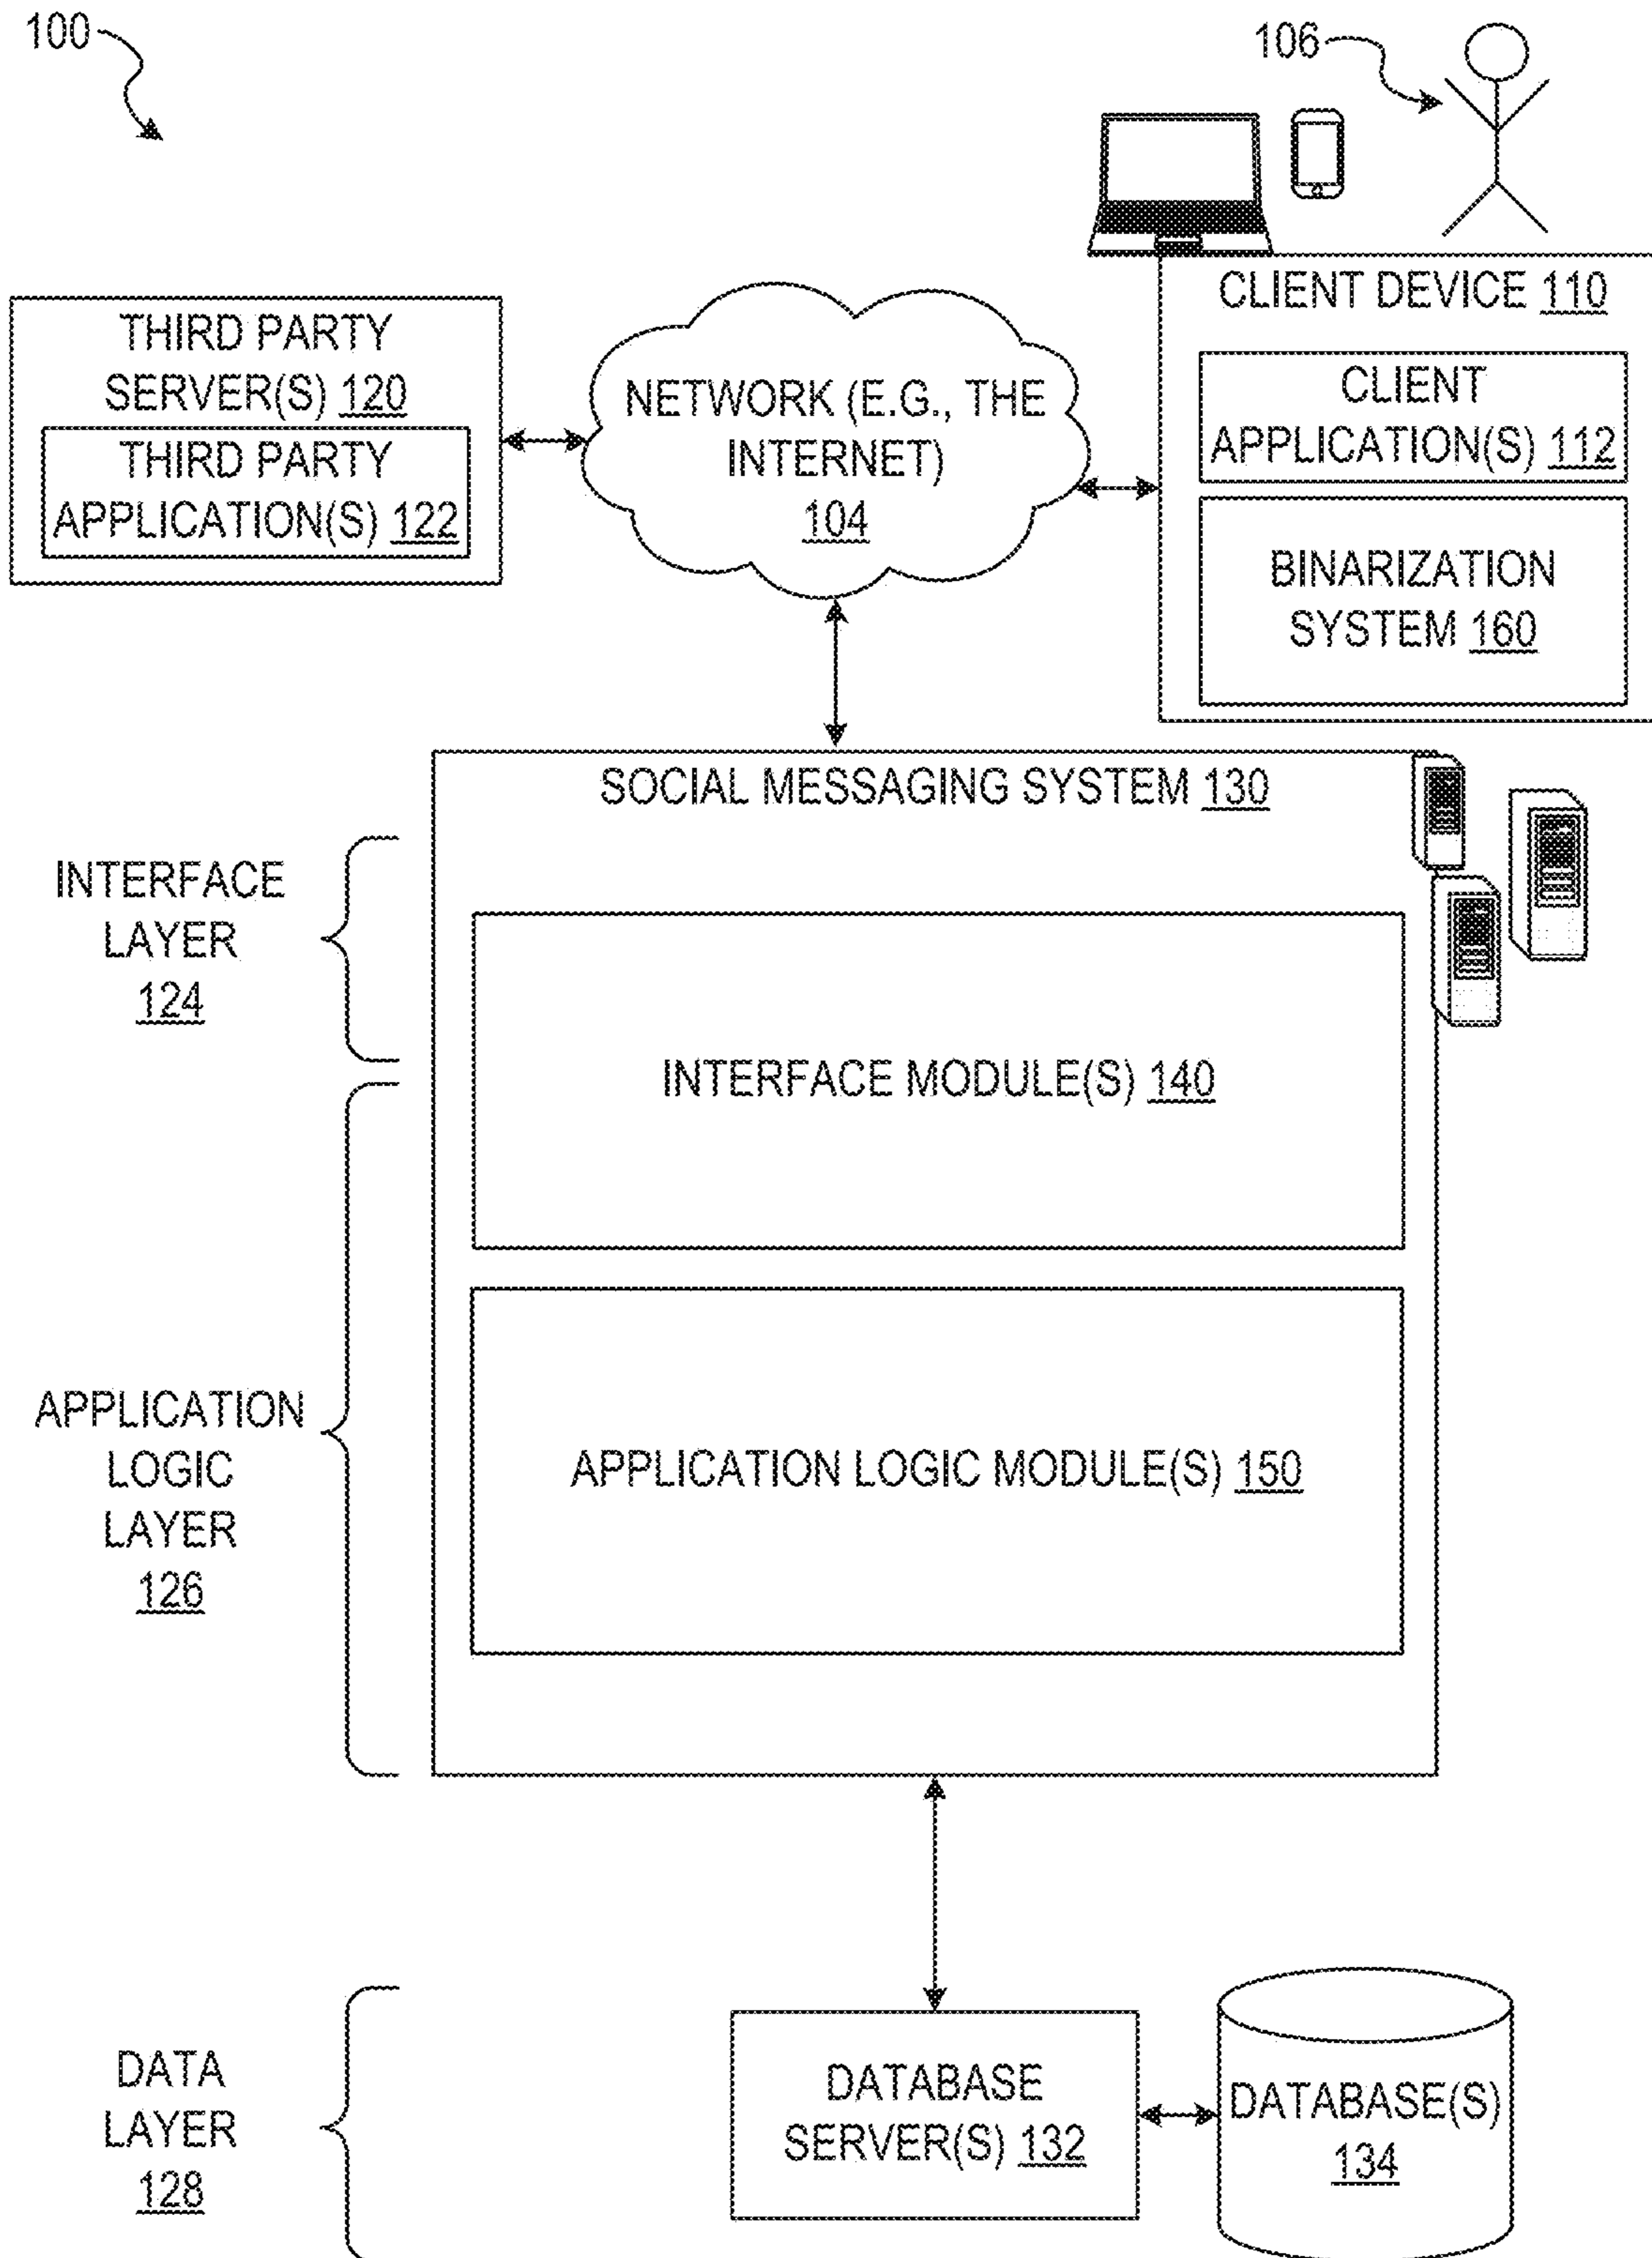 100
106
CLIENT DEVICE 110
CLIENT
APPLICATION(S) 112
BINARIZATION
SYSTEM 160
THIRD PARTY
SERVER(S) 120
THIRD PARTY
APPLICATION(S) 122
NETWORK (E.G., THE
INTERNET)
104
SOCIAL MESSAGING SYSTEM 130
INTERFACE
LAYER
124
INTERFACE MODULE(S) 140
APPLICATION
LOGIC
LAYER
126
APPLICATION LOGIC MODULE(S) 150
DATA
LAYER
128
DATABASE
SERVER(S) 132
DATABASE(S)
134